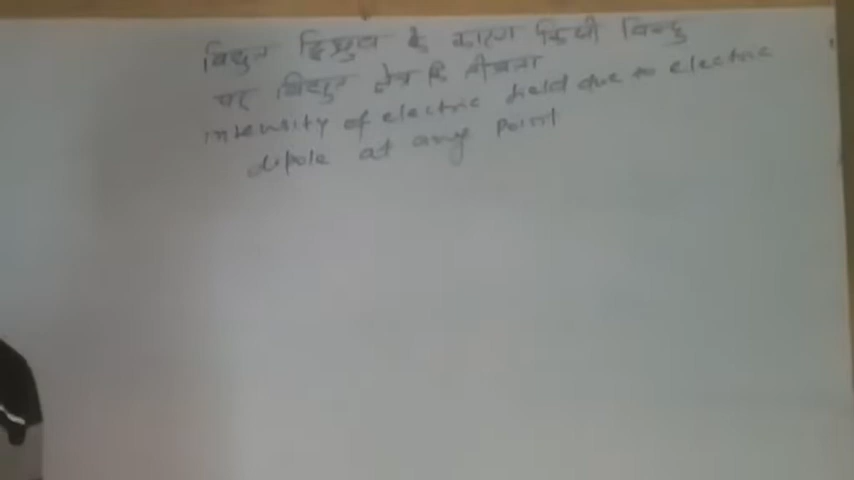 विद्युत द्विध्रुव के कारण किसी बिन्दु
पर विद्युत क्षेत्र कि तीव्रता
intensity of electric field due to electric
dipole at any point